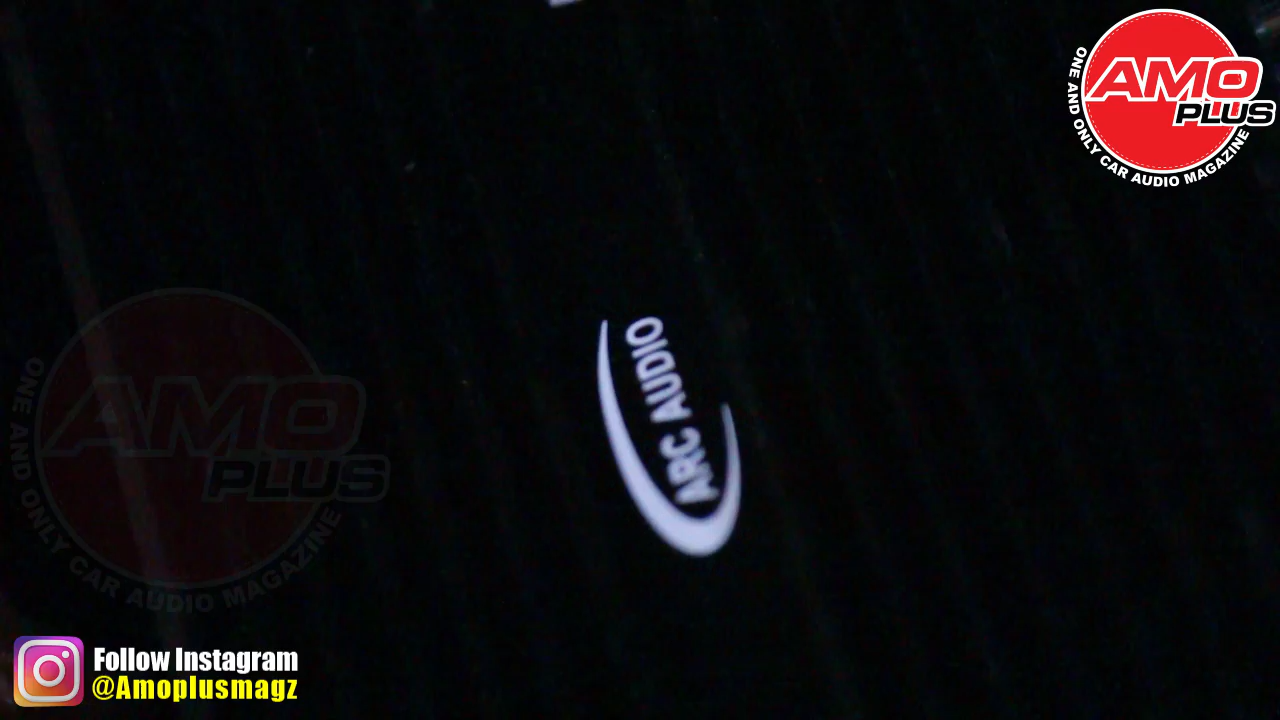 AMO
PLUS
ONE AND ONLY CAR AUDIO MAGAZINE
ARC AUDIO
AMO
PLUS
ONE AND ONLY CAR AUDIO MAGAZINE
Follow Instagram
@Amoplusmagz